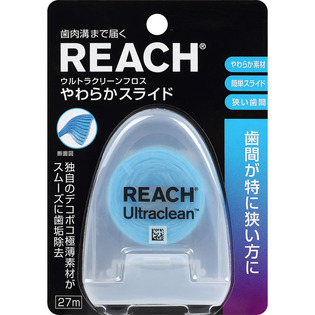 歯肉溝まで届く
REACH®
ウルトラクリーンフロス
やわらかスライド
やわらか素材
簡単スライド
狭い歯間
断面図
歯間が特に狭い方に
独自のデコボコ極薄素材が
スムーズに歯垢除去
REACH®
Ultraclean™
27m